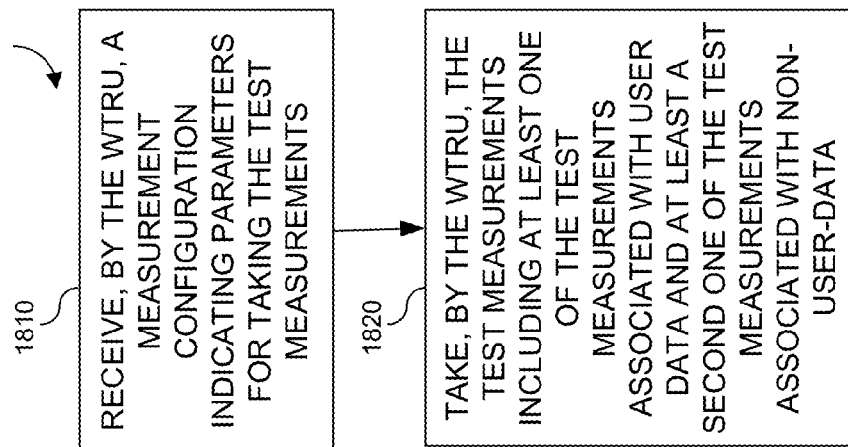 1810
RECEIVE, BY THE WTRU, A
MEASUREMENT
CONFIGURATION
INDICATING PARAMETERS
FOR TAKING THE TEST
MEASUREMENTS
1820
TAKE, BY THE WTRU, THE
TEST MEASUREMENTS
INCLUDING AT LEAST ONE
OF THE TEST
MEASUREMENTS
ASSOCIATED WITH USER
DATA AND AT LEAST A
SECOND ONE OF THE TEST
MEASUREMENTS
ASSOCIATED WITH NON-
USER-DATA